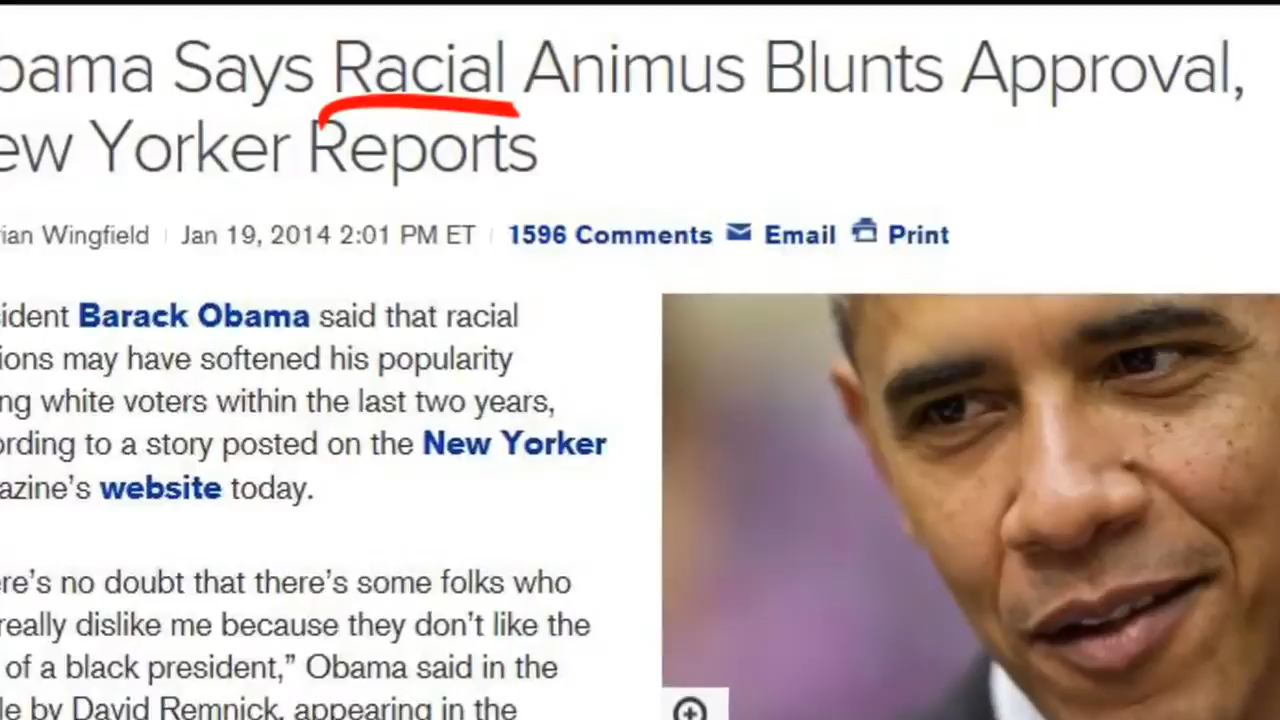 bama Says Racial Animus Blunts Approval,
ew Yorker Reports
ian Wingfield Jan 19, 2014 2:01 PM ET 1596 Comments Email Print
ident Barack Obama said that racial
ions may have softened his popularity
ng white voters within the last two years,
ording to a story posted on the New Yorker
azine's website today.
re's no doubt that there's some folks who
really dislike me because they don't like the
of a black president,” Obama said in the
le by David Remnick, appearing in the